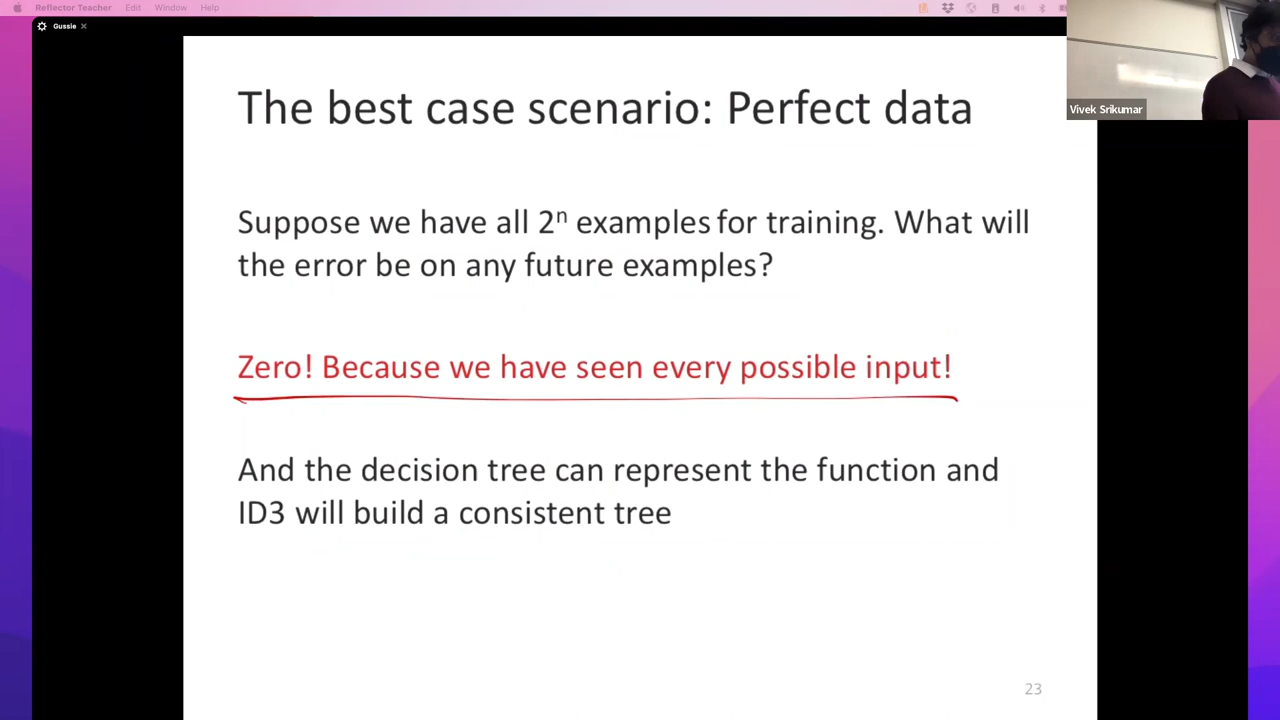 Reflector Teacher Edit Window Help
Gussie
Vivek Srikumar
The best case scenario: Perfect data
Suppose we have all 2ⁿ examples for training. What will
the error be on any future examples?
Zero! Because we have seen every possible input!
And the decision tree can represent the function and
ID3 will build a consistent tree
23